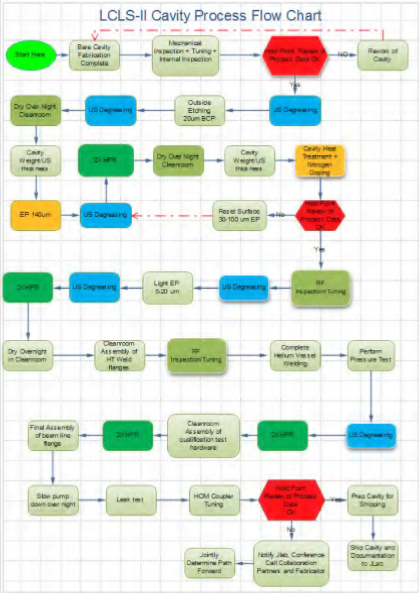 LCLS-II Cavity Process Flow Chart
Start Here
Bare Cavity
Fabrication
Complete
Mechanical
Inspection + Tuning +
Internal Inspection
Hold Point Review of
Process Data OK
NO
Rework of
Cavity
Yes
Dry Over Night
Cleanroom
US Degreasing
Outside
Etching
20um BCP
US Degreasing
Cavity
Weight/US
thickness
2X HPR
Dry Over Night
Cleanroom
Cavity
Weight/US
thickness
Cavity Heat
Treatment +
Nitrogen
Doping
EP 140um
US Degreasing
Reset Surface
30-100 um EP
No
Hold Point
Review of
Process Data
OK
Yes
2X HPR
US Degreasing
Light EP
5-20 um
US Degreasing
RF
Inspection/Tuning
Dry Overnight
in Cleanroom
Cleanroom
Assembly of
HT Weld
flanges
RF
Inspection/Tuning
Complete
Helium Vessel
Welding
Perform
Pressure Test
Final Assembly
of beam line
flange
2X HPR
Cleanroom
Assembly of
qualification test
hardware
2X HPR
US Degreasing
Slow pump
down over night
Leak test
HOM Coupler
Tuning
Hold Point
Review of Process
Data
OK
Yes
Prep Cavity for
Shipping
No
Jointly
Determine Path
Forward
Notify Jlab, Conference
Call Collaboration
Partners and Fabricator
Ship Cavity and
Documentation
to JLab